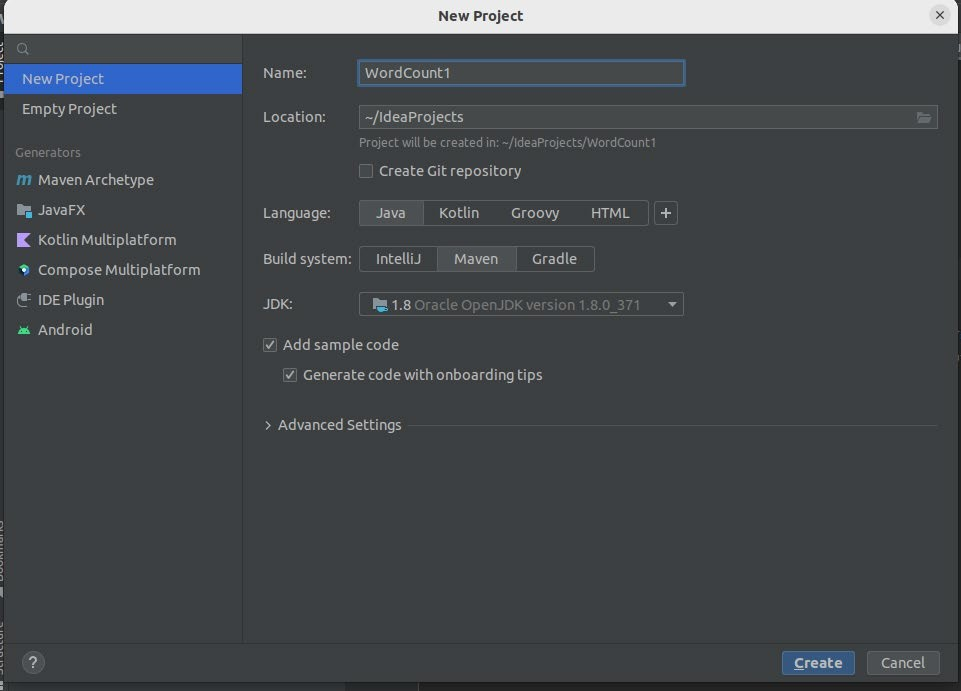 New Project
New Project
Empty Project
Generators
Maven Archetype
JavaFX
Kotlin Multiplatform
Compose Multiplatform
IDE Plugin
Android
Name: WordCount1
Location: ~/IdeaProjects
Project will be created in: ~/IdeaProjects/WordCount1
Create Git repository
Language: Java Kotlin Groovy HTML +
Build system: IntelliJ Maven Gradle
JDK: 1.8 Oracle OpenJDK version 1.8.0_371
Add sample code
Generate code with onboarding tips
Advanced Settings
? Create Cancel